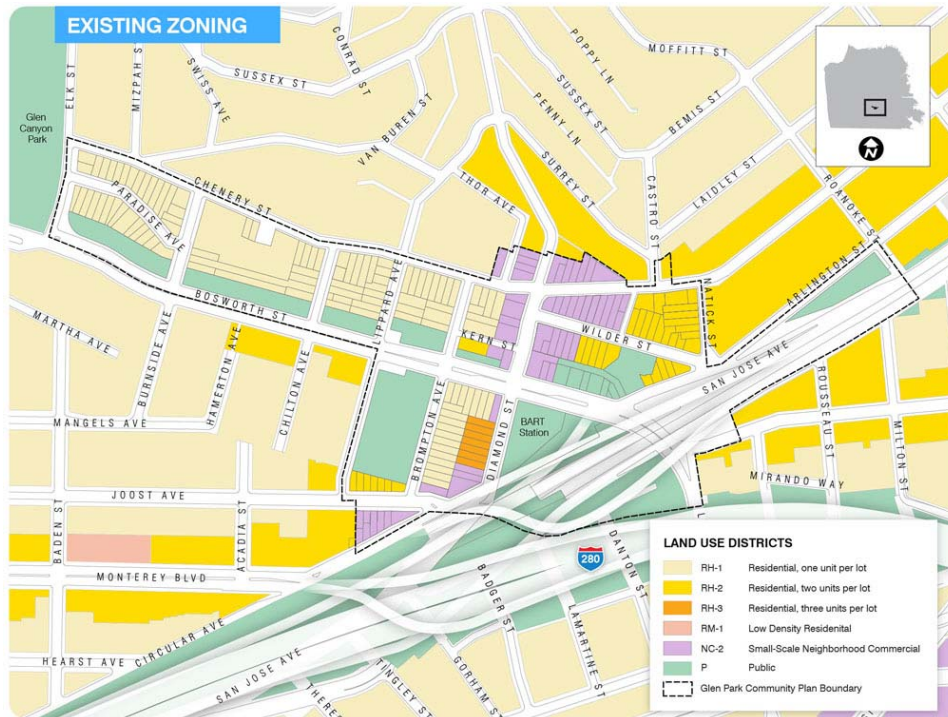 EXISTING ZONING
Glen
Canyon
Park
ELK ST
MIZPAH ST
SWISS AVE
SUSSEX ST
CONRAD ST
VAN BUREN ST
POPPY LN
SUSSEX ST
PENNY LN
SURREY ST
MOFFITT ST
BEMIS ST
CASTRO ST
LAIDLEY ST
ROANOKE ST
N
CHENERY ST
PARADISE AVE
THOR AVE
ARLINGTON ST
NATICK ST
BOSWORTH ST
LIPPARD AVE
KERN ST
WILDER ST
SAN JOSE AVE
MARTHA AVE
BURNSIDE AVE
HAMERTON AVE
CHILTON AVE
BROMPTON AVE
DIAMOND ST
BART
Station
ROUSSEAU ST
MILTON ST
MANGELS AVE
MIRANDO WAY
JOOST AVE
BADEN ST
ACADIA ST
MONTEREY BLVD
280
DANTON ST
BADGER ST
LAMARTINE ST
HEARST AVE
CIRCULAR AVE
SAN JOSE AVE
GORHAM ST
TINGLEY ST
LAND USE DISTRICTS
RH-1 Residential, one unit per lot
RH-2 Residential, two units per lot
RH-3 Residential, three units per lot
RM-1 Low Density Residenital
NC-2 Small-Scale Neighborhood Commercial
P Public
Glen Park Community Plan Boundary